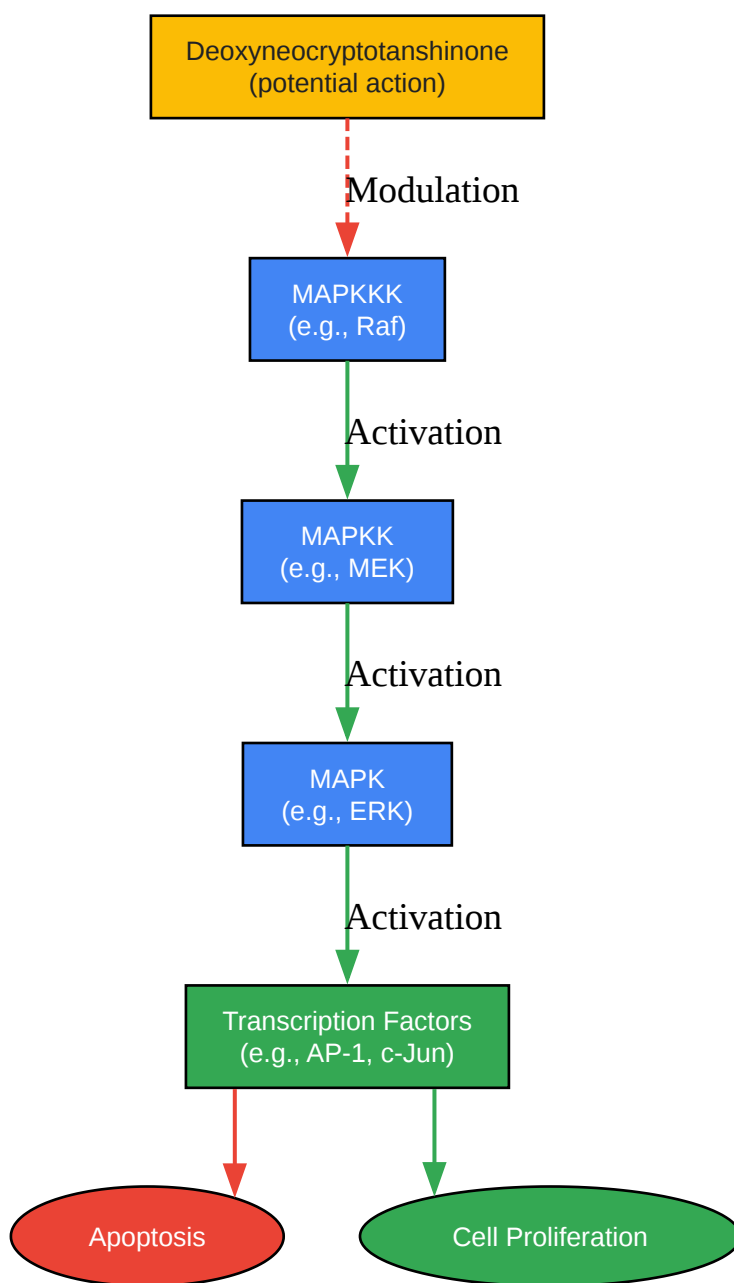 Deoxyneocryptotanshinone
(potential action)
Modulation
MAPKKK
(e.g., Raf)
Activation
MAPKK
(e.g., MEK)
Activation
MAPK
(e.g., ERK)
Activation
Transcription Factors
(e.g., AP-1, c-Jun)
Apoptosis
Cell Proliferation